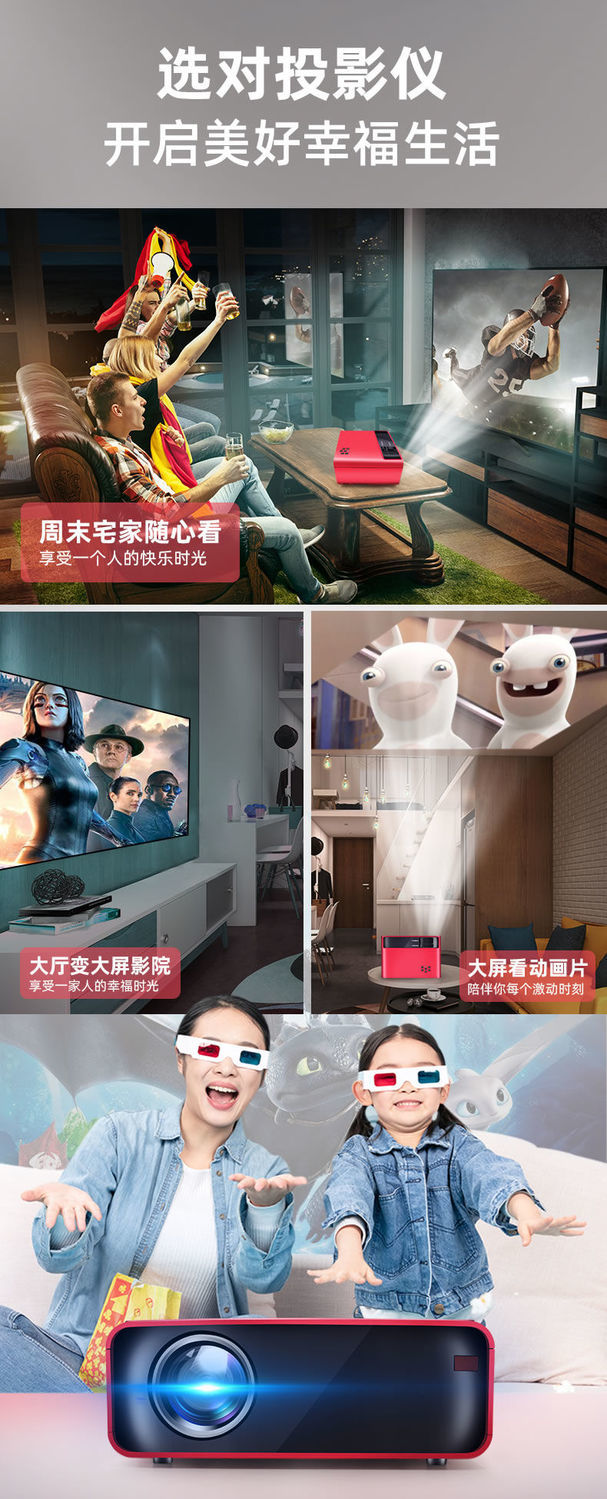 选对投影仪
开启美好幸福生活
25
周末宅家随心看
享受一个人的快乐时光
大厅变大屏影院
享受一家人的幸福时光
大屏看动画片
陪伴你每个激动时刻